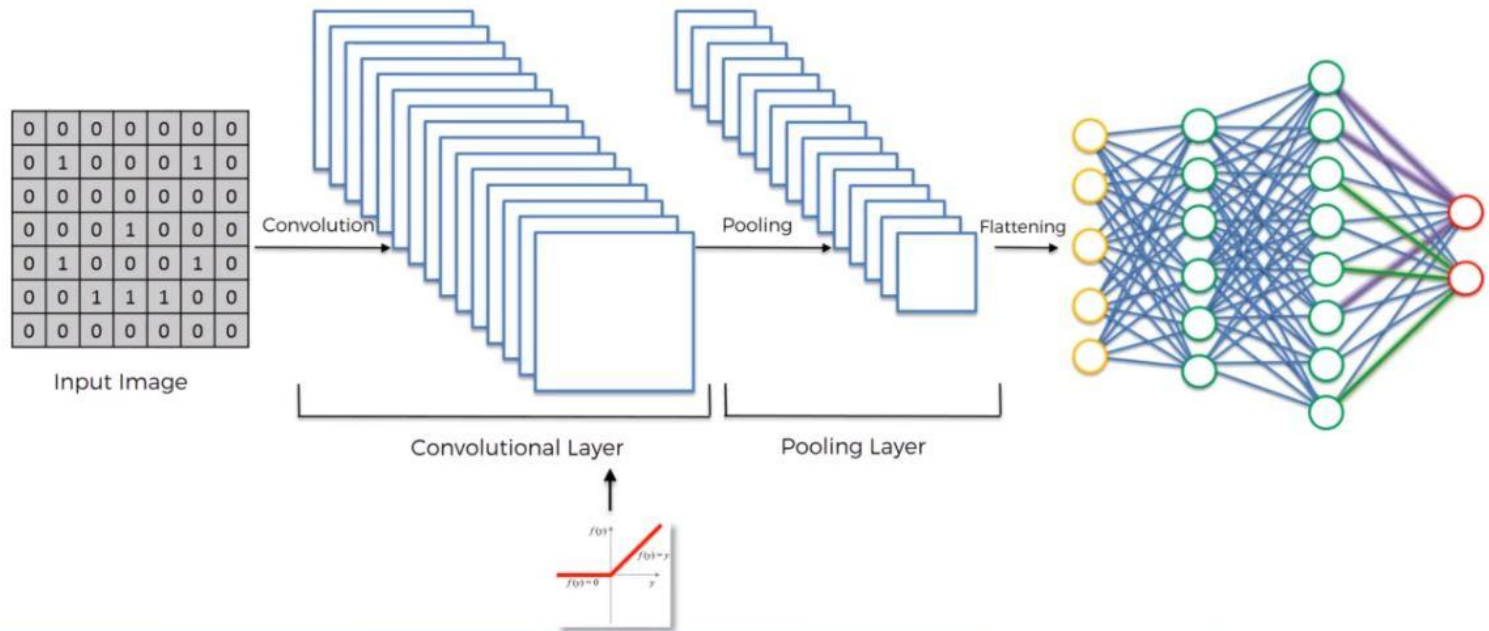 0 0 0 0 0 0 0
0 1 0 0 0 1 0
0 0 0 0 0 0 0
0 0 0 1 0 0 0
0 1 0 0 0 1 0
0 0 1 1 1 0 0
0 0 0 0 0 0 0
Input Image
Convolution
Pooling
Flattening
Convolutional Layer
Pooling Layer
f(y)
f(y)=y
f(y)=0
y